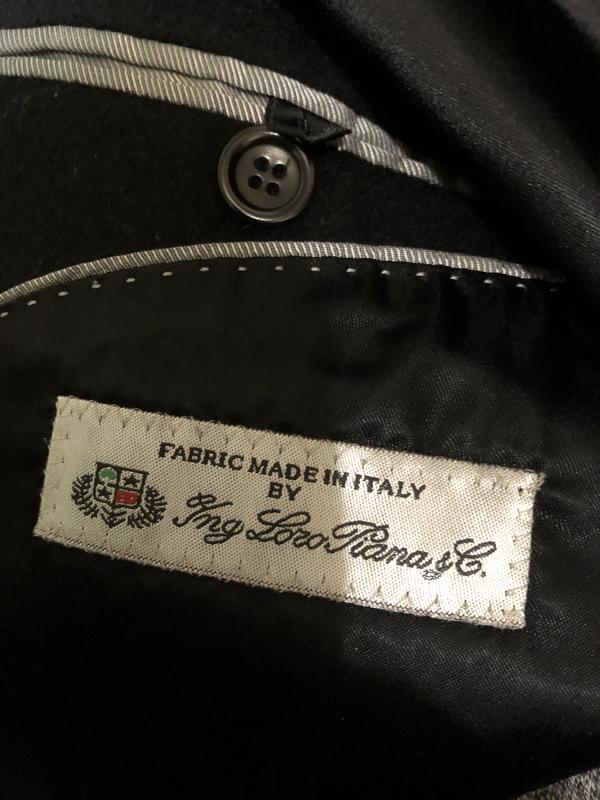 FABRIC MADE IN ITALY
BY
Ing Loro Piana & C.